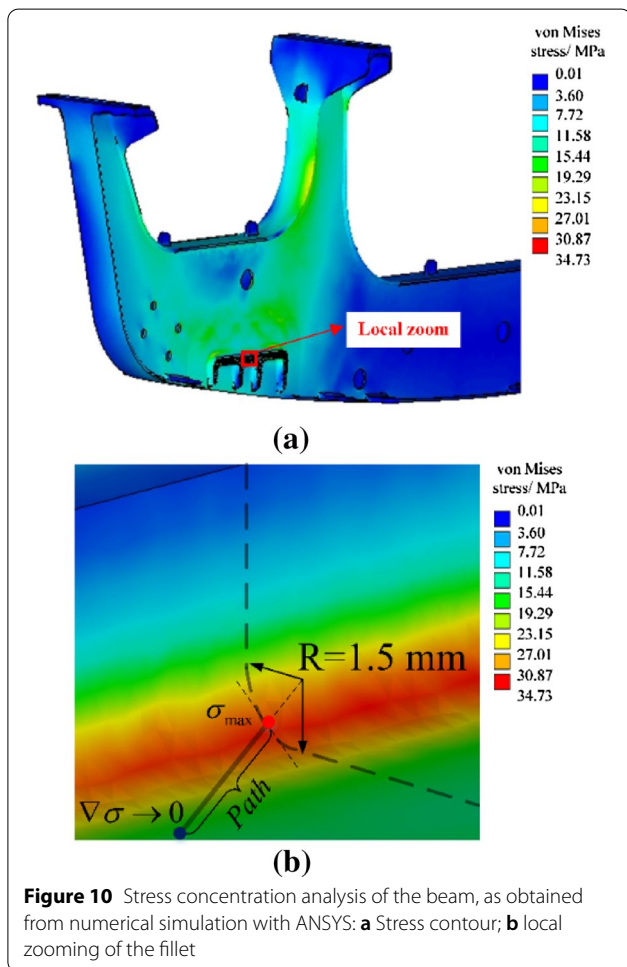 von Mises
stress/ MPa
0.01
3.60
7.72
11.58
15.44
19.29
23.15
27.01
30.87
34.73
Local zoom
(a)
von Mises
stress/ MPa
0.01
3.60
7.72
11.58
15.44
19.29
23.15
27.01
30.87
34.73
R=1.5 mm
σmax
Path
∇σ→0
(b)
Figure 10 Stress concentration analysis of the beam, as obtained
from numerical simulation with ANSYS: a Stress contour; b local
zooming of the fillet